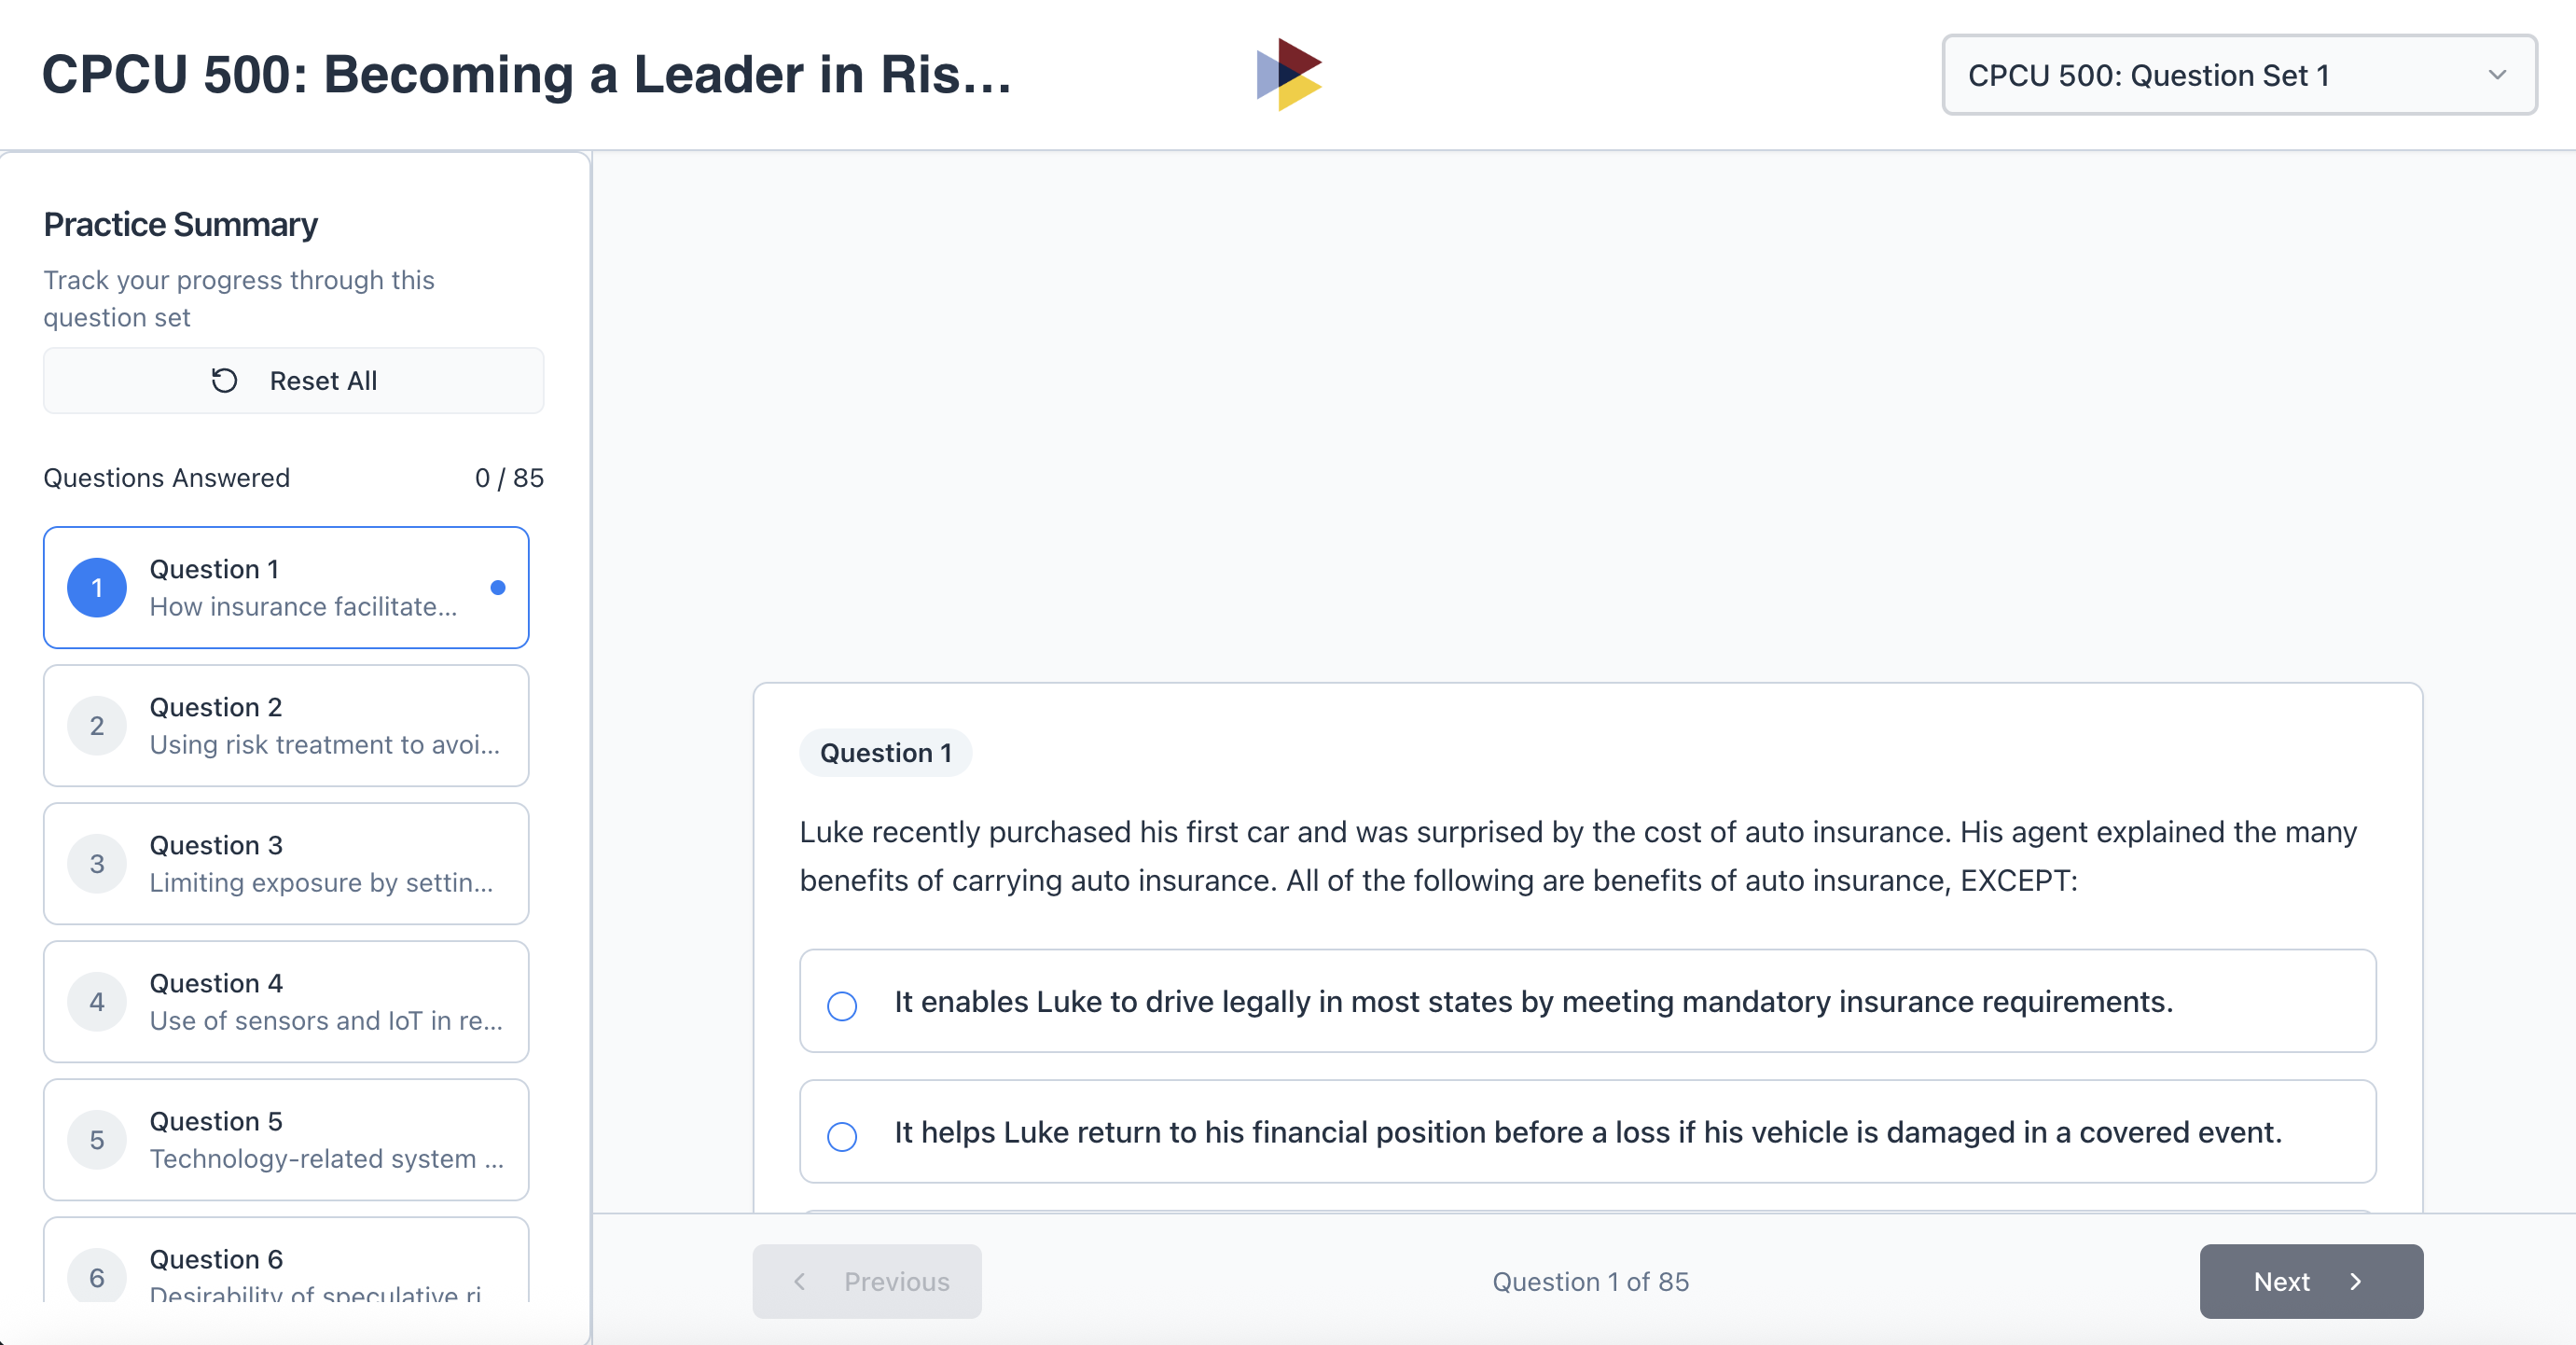 CPCU 500: Becoming a Leader in Ris...
CPCU 500: Question Set 1
Practice Summary
Track your progress through this
question set
Reset All
Questions Answered 0 / 85
1
Question 1
How insurance facilitate...
2
Question 2
Using risk treatment to avoi...
3
Question 3
Limiting exposure by settin...
4
Question 4
Use of sensors and IoT in re...
5
Question 5
Technology-related system ...
6
Question 6
Desirability of speculative ri
Question 1
Luke recently purchased his first car and was surprised by the cost of auto insurance. His agent explained the many
benefits of carrying auto insurance. All of the following are benefits of auto insurance, EXCEPT:
It enables Luke to drive legally in most states by meeting mandatory insurance requirements.
It helps Luke return to his financial position before a loss if his vehicle is damaged in a covered event.
Previous
Question 1 of 85
Next